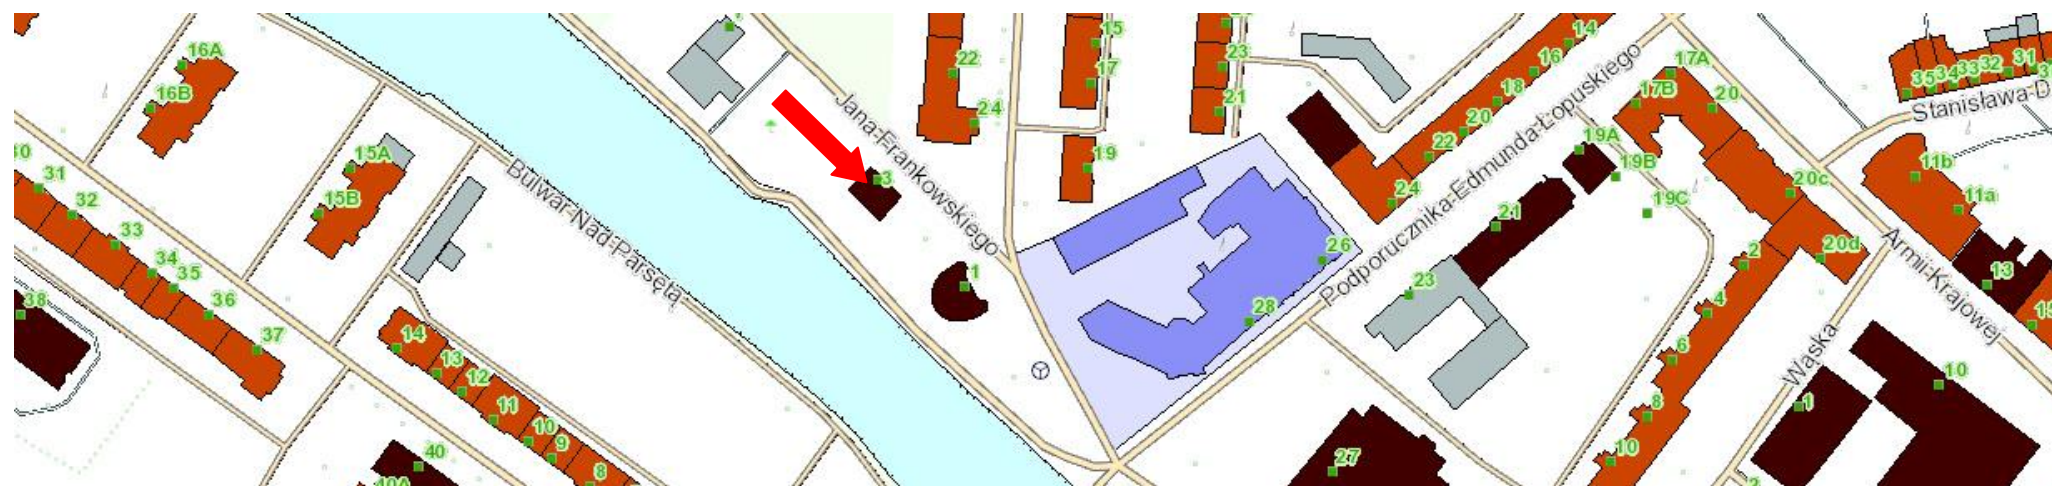 16A
16B
15A
15B
30
31
32
33
34
35
36
37
38
14
13
12
11
10
9
8
40
40A
Bulwar Nad Parsętą
Jana Frankowskiego
3
1
22
24
15
17
19
23
21
14
16
18
20
22
24
26
28
Podporucznika Edmunda Łopuskiego
17A
17B
20
19A
19B
19C
21
23
20c
20d
2
4
6
8
10
27
35
34
33
32
31
Stanisława D
11b
11a
13
Armii Krajowej
Wąska
1
10
2